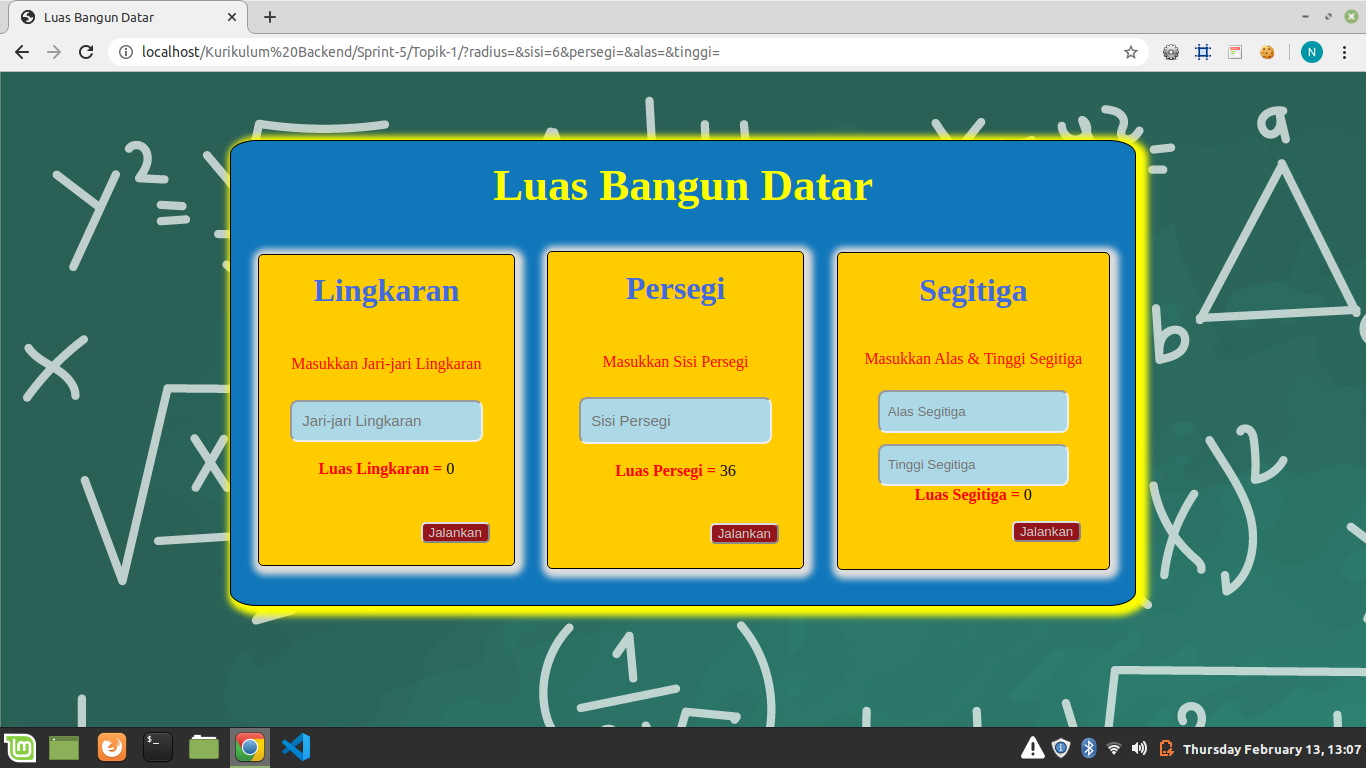 Luas Bangun Datar
localhost/Kurikulum%20Backend/Sprint-5/Topik-1/?radius=&sisi=6&persegi=&alas=&tinggi=
N
y² =
x
√x
a
b
x)²
Luas Bangun Datar
Lingkaran
Masukkan Jari-jari Lingkaran
Jari-jari Lingkaran
Luas Lingkaran = 0
Jalankan
Persegi
Masukkan Sisi Persegi
Sisi Persegi
Luas Persegi = 36
Jalankan
Segitiga
Masukkan Alas & Tinggi Segitiga
Alas Segitiga
Tinggi Segitiga
Luas Segitiga = 0
Jalankan
(1
Thursday February 13, 13:07